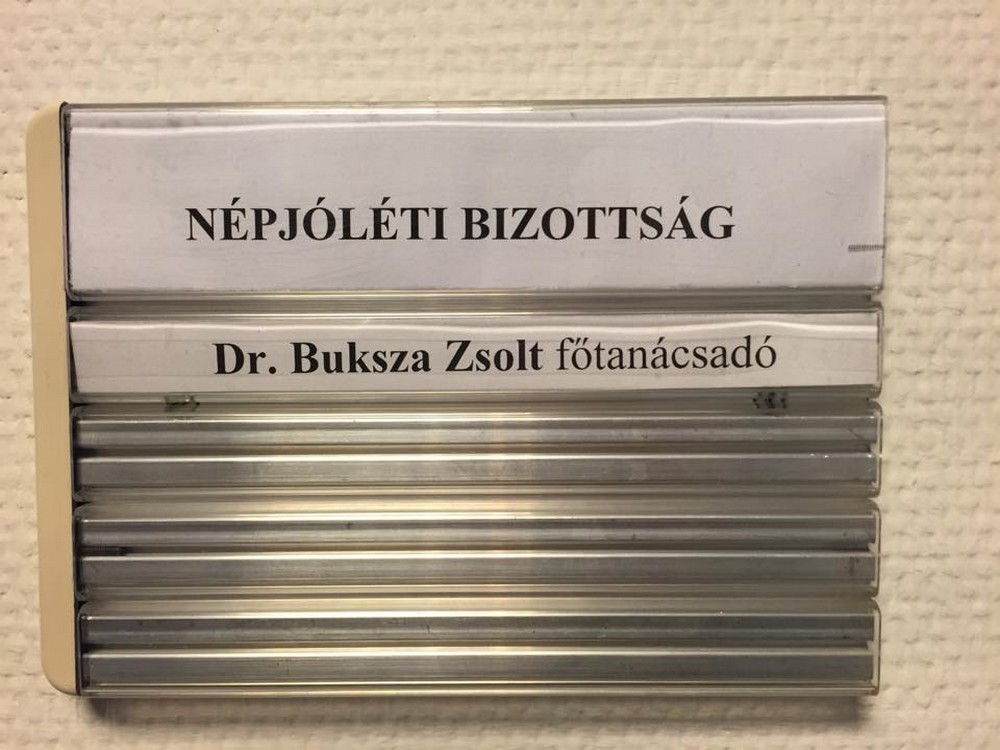 NÉPJÓLÉTI BIZOTTSÁG
Dr. Buksza Zsolt főtanácsadó